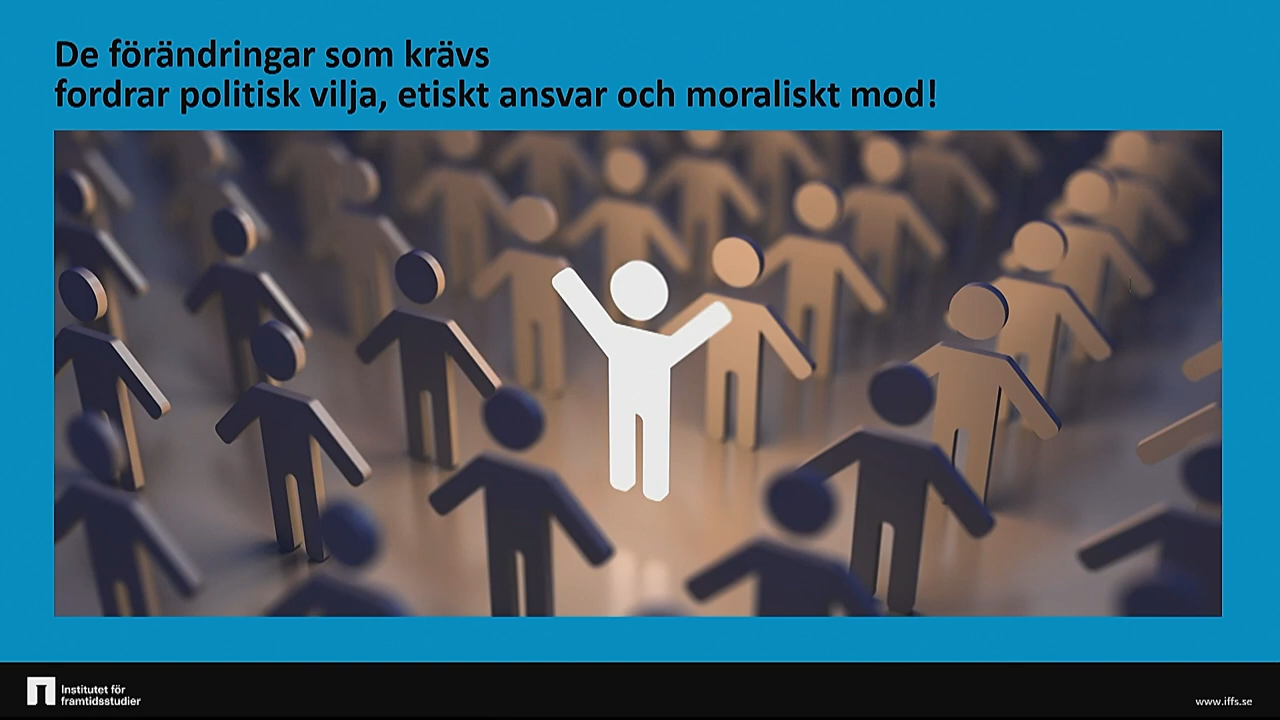 De förändringar som krävs
fordrar politisk vilja, etiskt ansvar och moraliskt mod!
Institutet för
framtidsstudier
www.iffs.se